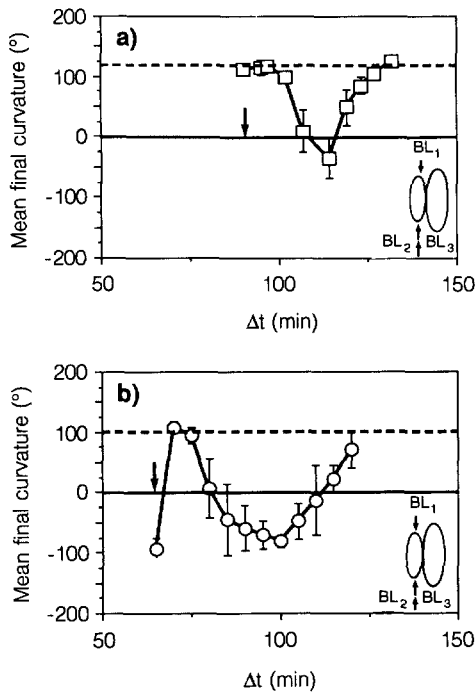 a)
Mean final curvature (°)
200
100
0
-100
-200
BL1
BL2 BL3
50 100 150
Δt (min)
b)
Mean final curvature (°)
200
100
0
-100
-200
BL1
BL2 BL3
50 100 150
Δt (min)